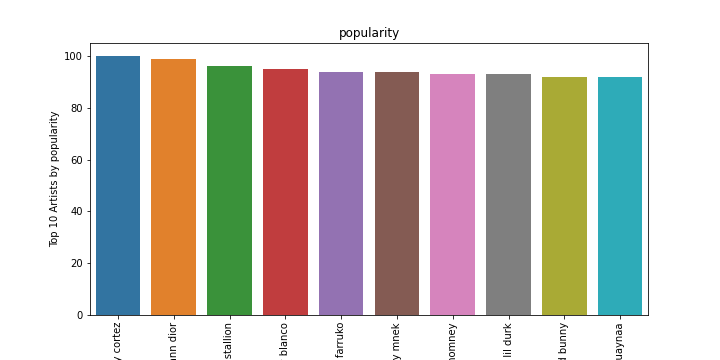 popularity
Top 10 Artists by popularity
100
80
60
40
20
0
y cortez
nn dior
stallion
blanco
farruko
y mnek
nomney
lil durk
d bunny
uaynaa